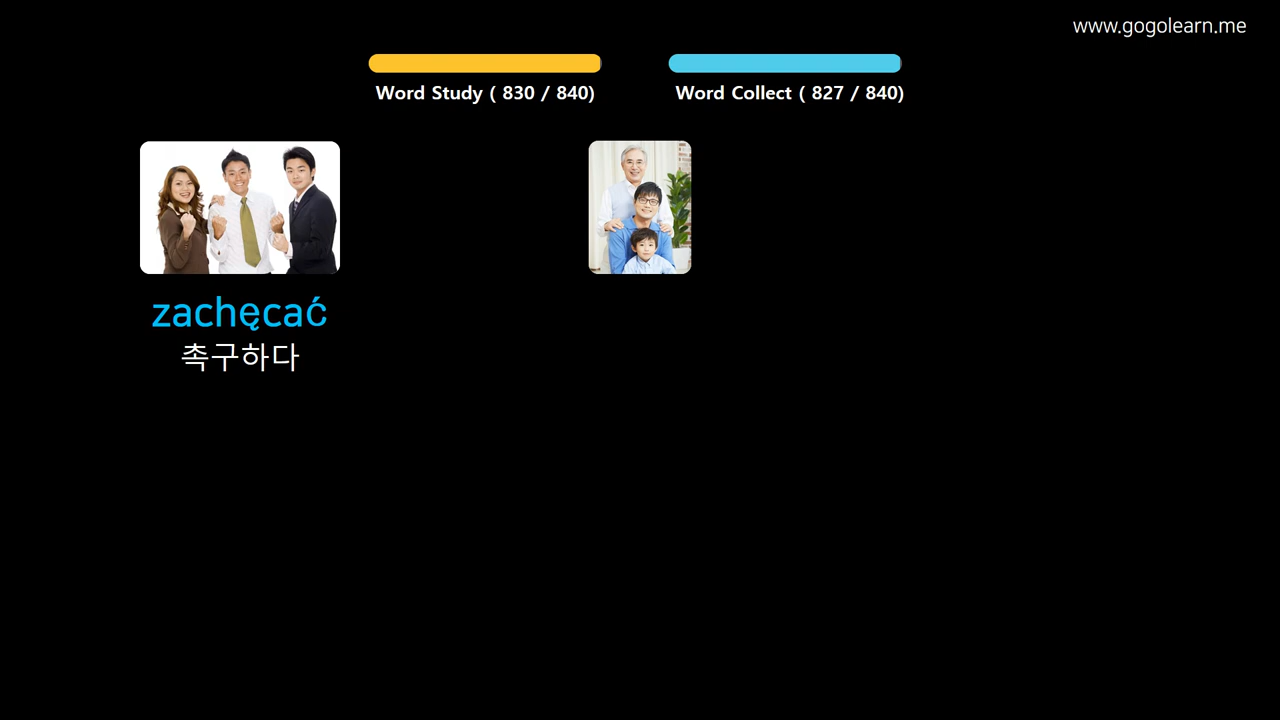 www.gogolearn.me
Word Study ( 830 / 840)
Word Collect ( 827 / 840)
zachęcać
촉구하다